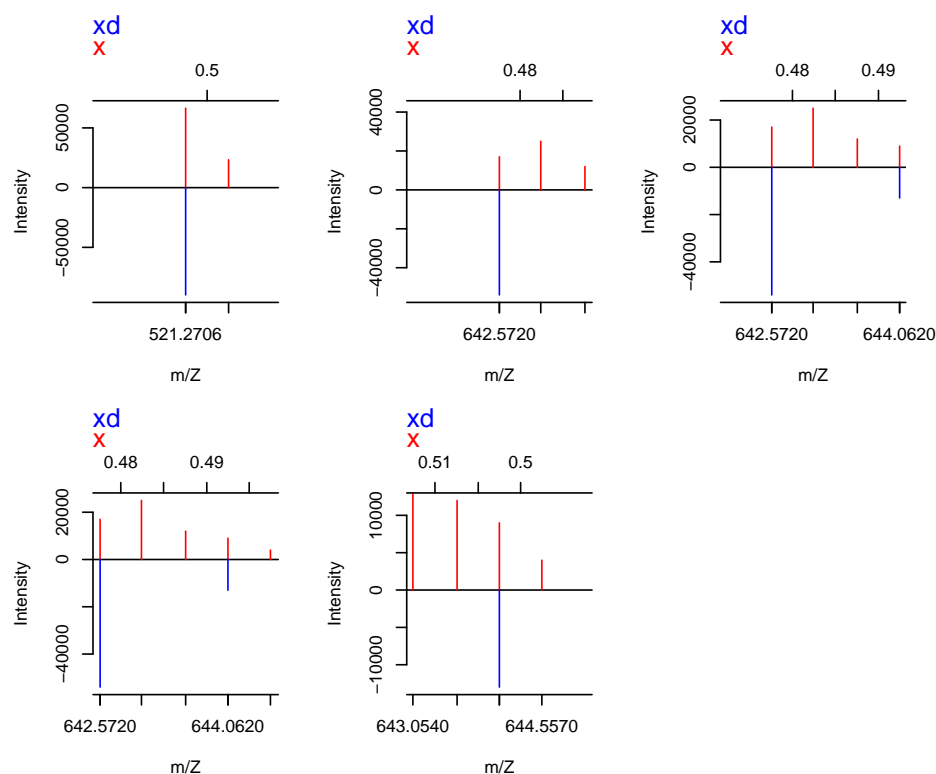 xd
x
0.5
50000
0
−50000
Intensity
521.2706
m/Z
xd
x
0.48
40000
0
−40000
Intensity
642.5720
m/Z
xd
x
0.48 0.49
20000
0
−40000
Intensity
642.5720 644.0620
m/Z
xd
x
0.48 0.49
20000
0
−40000
Intensity
642.5720 644.0620
m/Z
xd
x
0.51 0.5
10000
0
−10000
Intensity
643.0540 644.5570
m/Z